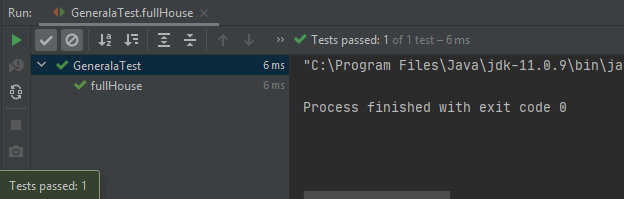 Run: GeneralaTest.fullHouse
Tests passed: 1 of 1 test – 6 ms
GeneralaTest 6 ms
fullHouse 6 ms
"C:\Program Files\Java\jdk-11.0.9\bin\ja
Process finished with exit code 0
Tests passed: 1